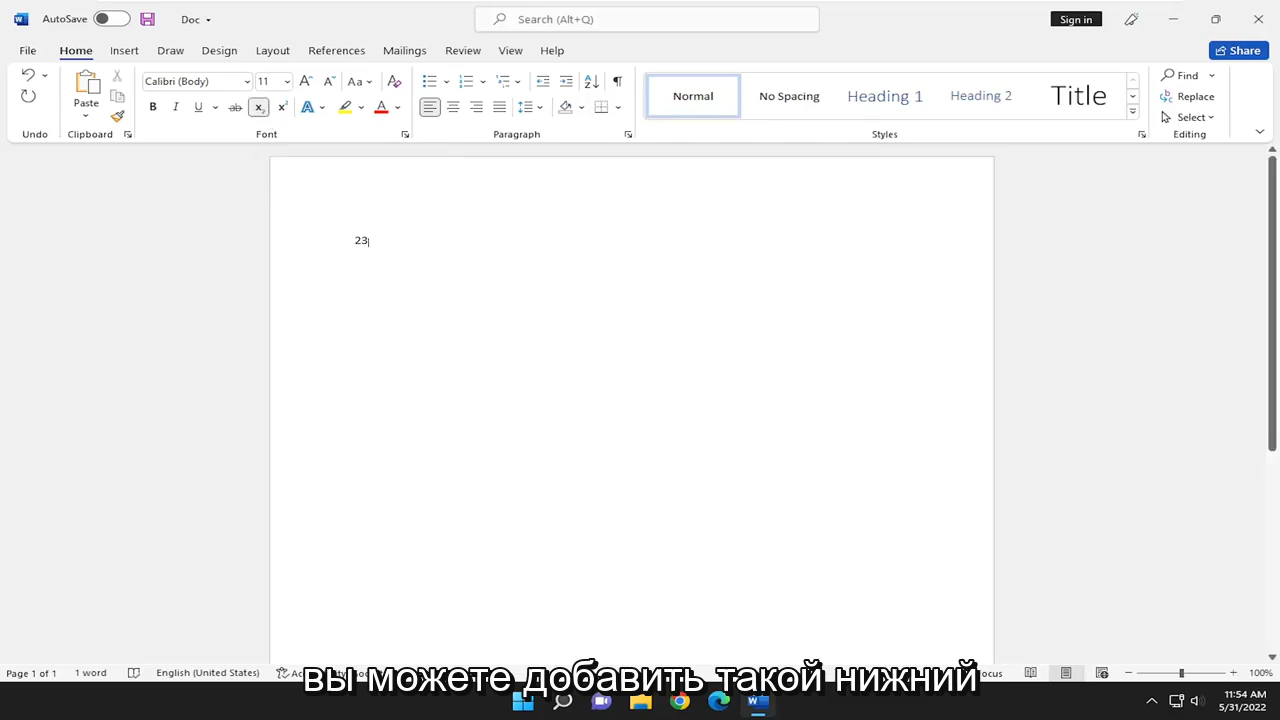 AutoSave
Doc
Search (Alt+Q)
Sign in
File Home Insert Draw Design Layout References Mailings Review View Help
Share
Paste
Calibri (Body) 11
Aa
Normal
No Spacing
Heading 1
Heading 2
Title
Find
Replace
Select
Undo Clipboard Font Paragraph Styles Editing
23
Page 1 of 1 1 word English (United States)
100%
вы можете добавить такой нижний
11:54 AM
5/31/2022